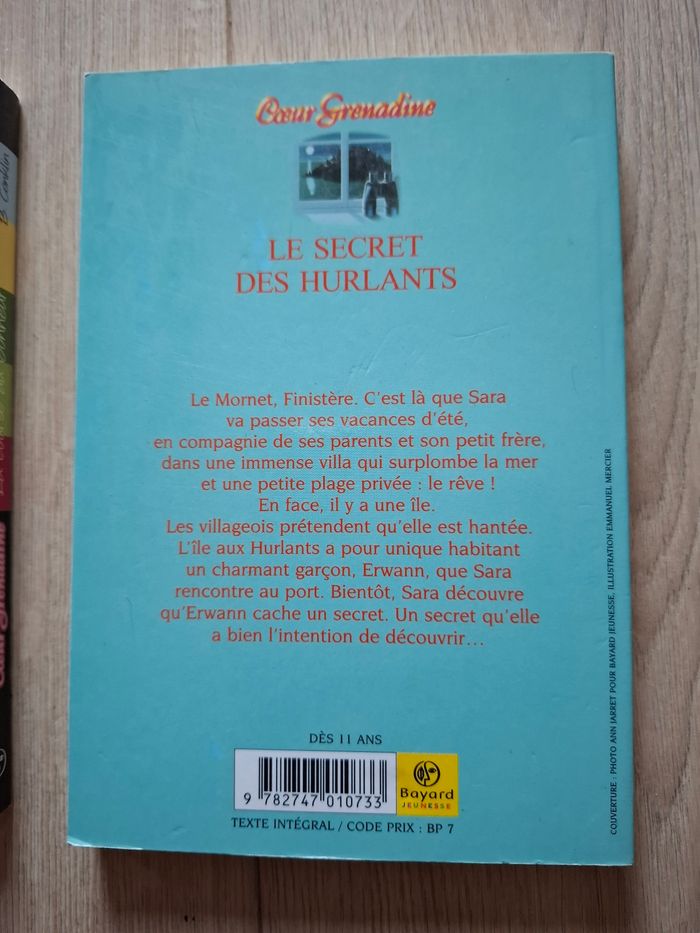 Cœur Grenadine
LE SECRET
DES HURLANTS
Le Mornet, Finistère. C'est là que Sara
va passer ses vacances d'été,
en compagnie de ses parents et son petit frère,
dans une immense villa qui surplombe la mer
et une petite plage privée : le rêve !
En face, il y a une île.
Les villageois prétendent qu'elle est hantée.
L'île aux Hurlants a pour unique habitant
un charmant garçon, Erwann, que Sara
rencontre au port. Bientôt, Sara découvre
qu'Erwann cache un secret. Un secret qu'elle
a bien l'intention de découvrir...
DÈS 11 ANS
9 782747 010733
Bayard
JEUNESSE
TEXTE INTÉGRAL / CODE PRIX : BP 7
COUVERTURE : PHOTO ANN JARRET POUR BAYARD JEUNESSE, ILLUSTRATION EMMANUEL MERCIER
B. Conklin
Cœur Grenadine